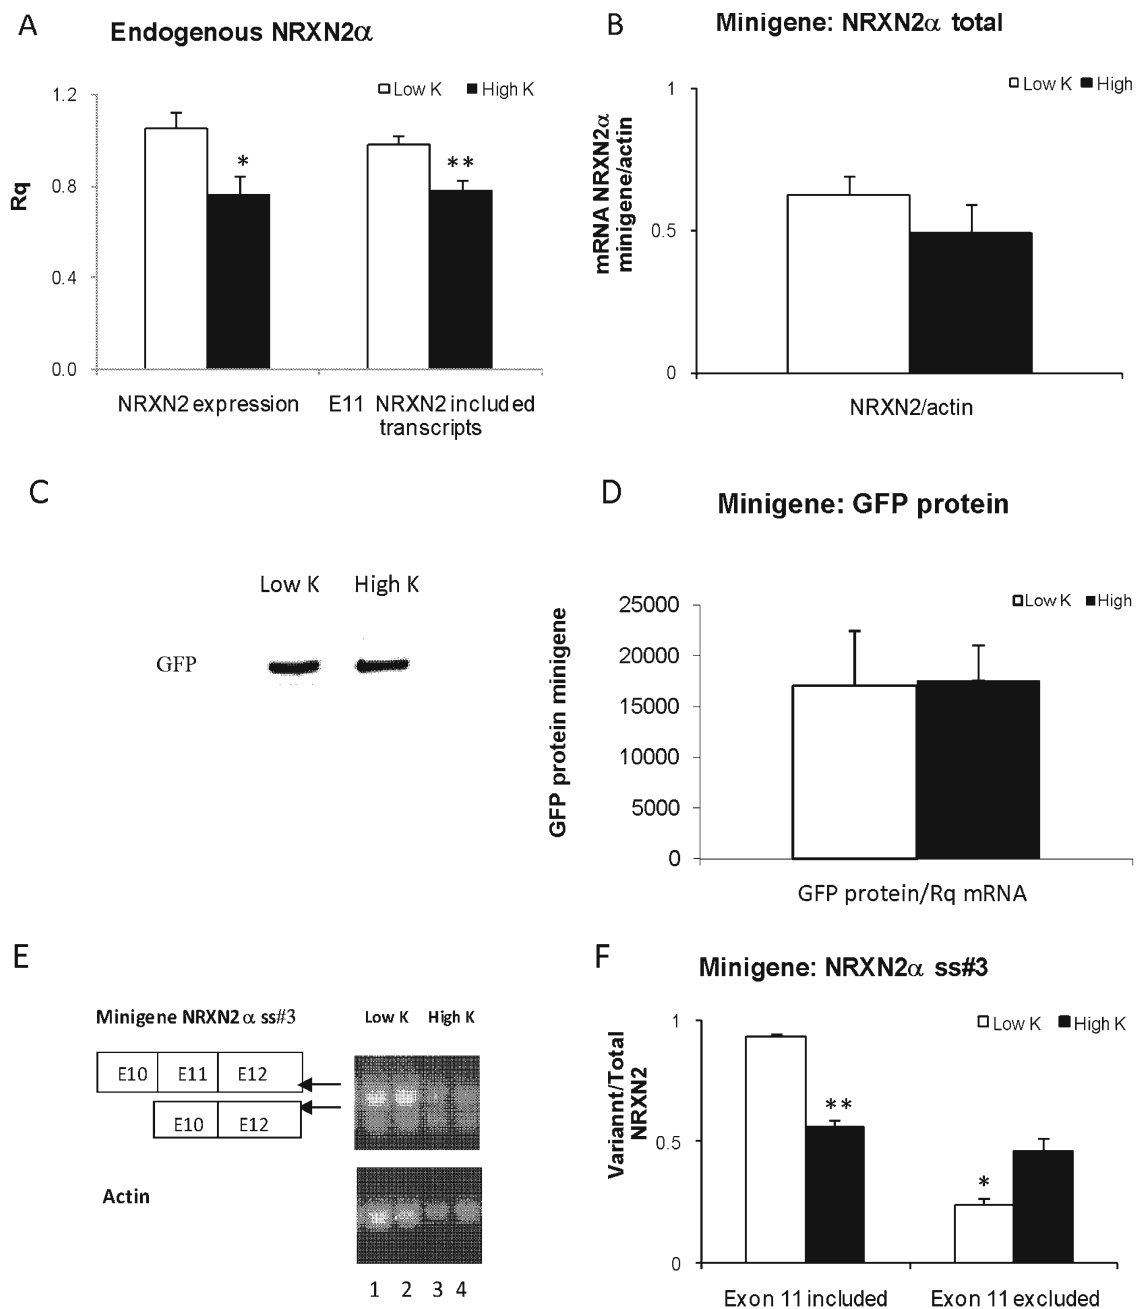 A
Endogenous NRXN2α
Low K High K
1.2
0.8
0.4
0.0
Rq
*
**
NRXN2 expression
E11 NRXN2 included
transcripts
B
Minigene: NRXN2α total
Low K High
1
0.5
0
mRNA NRXN2α
minigene/actin
NRXN2/actin
C
Low K High K
GFP
D
Minigene: GFP protein
Low K High
25000
20000
15000
10000
5000
0
GFP protein minigene
GFP protein/Rq mRNA
E
Minigene NRXN2 α ss#3
Low K High K
E10 E11 E12
E10 E12
Actin
1 2 3 4
F
Minigene: NRXN2α ss#3
Low K High K
1
0.5
0
Variannt/Total
NRXN2
**
*
Exon 11 included Exon 11 excluded